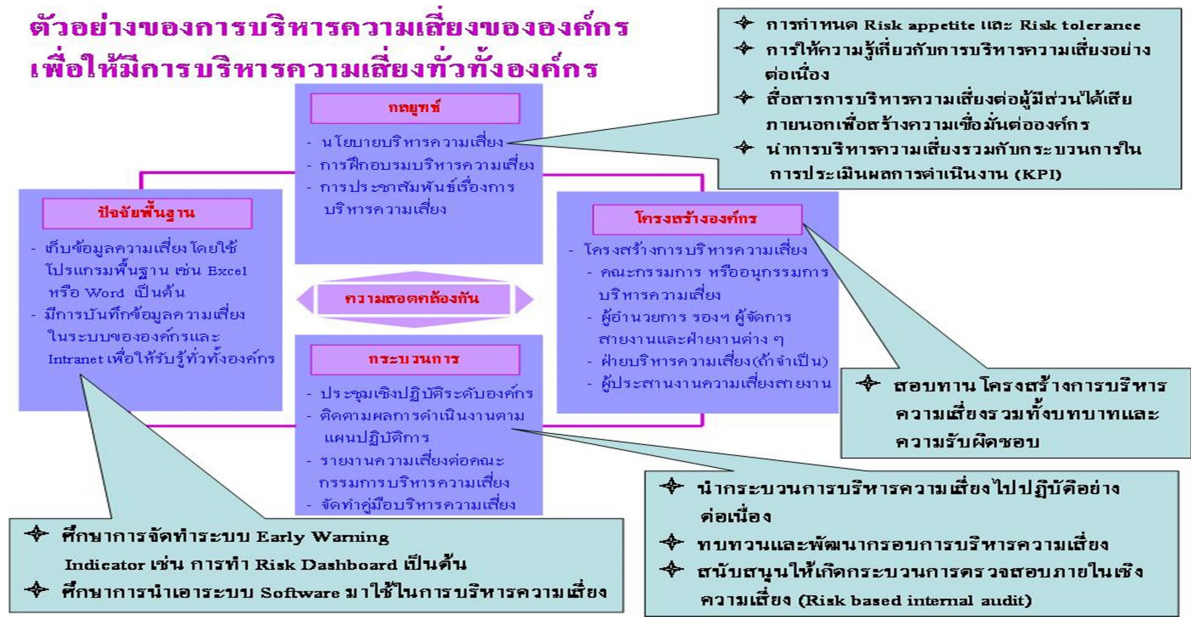 ตัวอย่างของการบริหารความเสี่ยงขององค์กร
เพื่อให้มีการบริหารความเสี่ยงทั่วทั้งองค์กร
✧ การกำหนด Risk appetite และ Risk tolerance
✧ การให้ความรู้เกี่ยวกับการบริหารความเสี่ยงอย่าง
ต่อเนื่อง
✧ สื่อสารการบริหารความเสี่ยงต่อผู้มีส่วนได้เสีย
ภายนอกเพื่อสร้างความเชื่อมั่นต่อองค์กร
✧ นำการบริหารความเสี่ยงรวมกับกระบวนการใน
การประเมินผลการดำเนินงาน (KPI)
กลยุทธ์
- นโยบายบริหารความเสี่ยง
- การฝึกอบรมบริหารความเสี่ยง
- การประชาสัมพันธ์เรื่องการ
บริหารความเสี่ยง
ปัจจัยพื้นฐาน
- เก็บข้อมูลความเสี่ยงโดยใช้
โปรแกรมพื้นฐาน เช่น Excel
หรือ Word เป็นต้น
- มีการบันทึกข้อมูลความเสี่ยง
ในระบบขององค์กรและ
Intranet เพื่อให้รับรู้ทั่วทั้งองค์กร
ความสอดคล้องกัน
โครงสร้างองค์กร
- โครงสร้างการบริหารความเสี่ยง
- คณะกรรมการ หรืออนุกรรมการ
บริหารความเสี่ยง
- ผู้อำนวยการ รองฯ ผู้จัดการ
สายงานและฝ่ายงานต่าง ๆ
- ฝ่ายบริหารความเสี่ยง(ถ้าจำเป็น)
- ผู้ประสานงานความเสี่ยงสายงาน
กระบวนการ
- ประชุมเชิงปฏิบัติระดับองค์กร
- ติดตามผลการดำเนินงานตาม
แผนปฏิบัติการ
- รายงานความเสี่ยงต่อคณะ
กรรมการบริหารความเสี่ยง
- จัดทำคู่มือบริหารความเสี่ยง
✧ สอบทานโครงสร้างการบริหาร
ความเสี่ยงรวมทั้งบทบาทและ
ความรับผิดชอบ
✧ นำกระบวนการบริหารความเสี่ยงไปปฏิบัติอย่าง
ต่อเนื่อง
✧ ทบทวนและพัฒนากรอบการบริหารความเสี่ยง
✧ สนับสนุนให้เกิดกระบวนการตรวจสอบภายในเชิง
ความเสี่ยง (Risk based internal audit)
✧ ศึกษาการจัดทำระบบ Early Warning
Indicator เช่น การทำ Risk Dashboard เป็นต้น
✧ ศึกษาการนำเอาระบบ Software มาใช้ในการบริหารความเสี่ยง